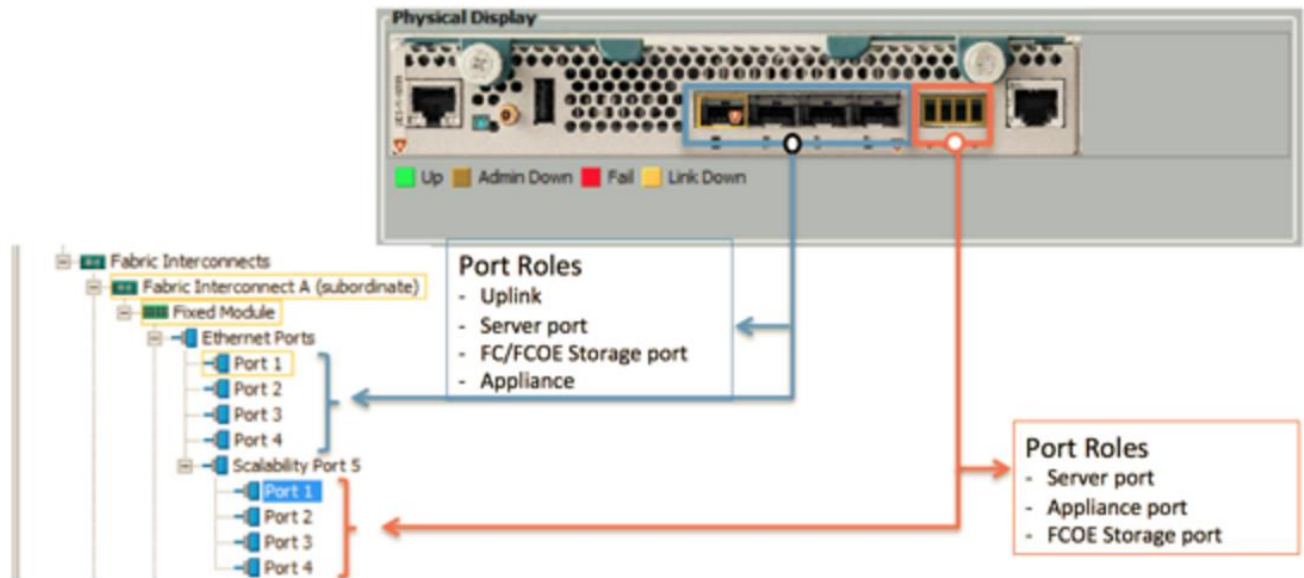 Physical Display
Up Admin Down Fail Link Down
Fabric Interconnects
Fabric Interconnect A (subordinate)
Fixed Module
Ethernet Ports
Port 1
Port 2
Port 3
Port 4
Scalability Port 5
Port 1
Port 2
Port 3
Port 4
Port Roles
- Uplink
- Server port
- FC/FCOE Storage port
- Appliance
Port Roles
- Server port
- Appliance port
- FCOE Storage port